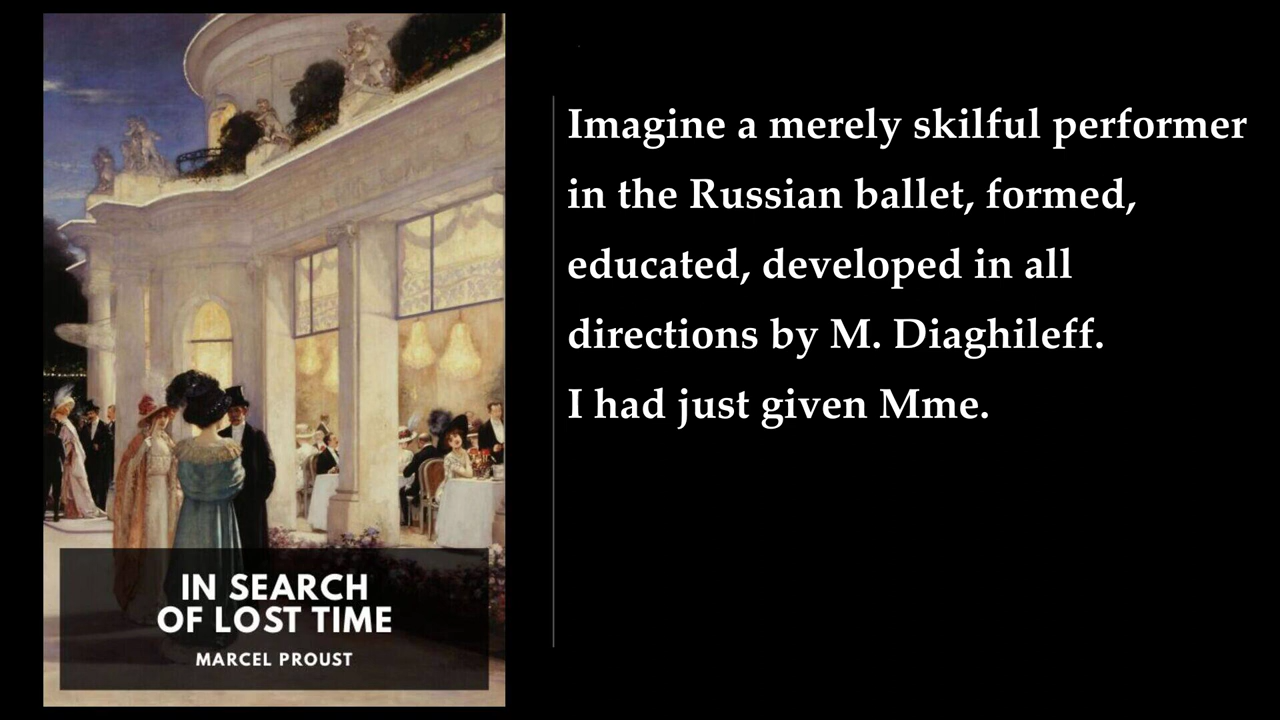 IN SEARCH
OF LOST TIME
MARCEL PROUST
Imagine a merely skilful performer
in the Russian ballet, formed,
educated, developed in all
directions by M. Diaghileff.
I had just given Mme.